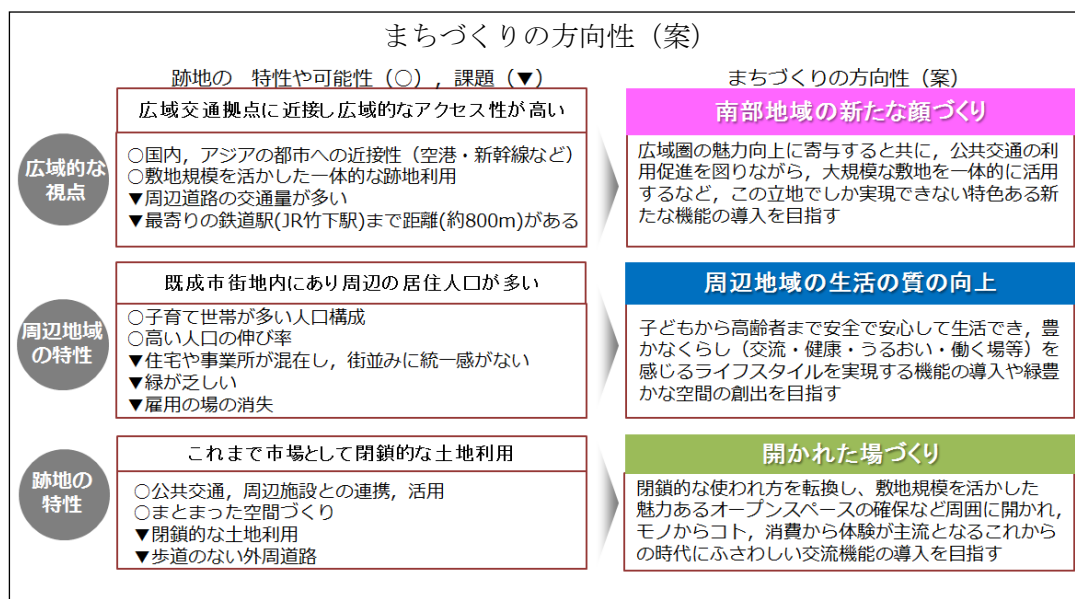 まちづくりの方向性（案）
跡地の 特性や可能性（○），課題（▼）
まちづくりの方向性（案）
広域的な
視点
広域交通拠点に近接し広域的なアクセス性が高い
○国内，アジアの都市への近接性（空港・新幹線など）
○敷地規模を活かした一体的な跡地利用
▼周辺道路の交通量が多い
▼最寄りの鉄道駅(JR竹下駅)まで距離(約800m)がある
南部地域の新たな顔づくり
広域圏の魅力向上に寄与すると共に，公共交通の利
用促進を図りながら，大規模な敷地を一体的に活用
するなど，この立地でしか実現できない特色ある新
たな機能の導入を目指す
周辺地域
の特性
既成市街地内にあり周辺の居住人口が多い
○子育て世帯が多い人口構成
○高い人口の伸び率
▼住宅や事業所が混在し，街並みに統一感がない
▼緑が乏しい
▼雇用の場の消失
周辺地域の生活の質の向上
子どもから高齢者まで安全で安心して生活でき，豊
かなくらし（交流・健康・うるおい・働く場等）を
感じるライフスタイルを実現する機能の導入や緑豊
かな空間の創出を目指す
跡地の
特性
これまで市場として閉鎖的な土地利用
○公共交通，周辺施設との連携，活用
○まとまった空間づくり
▼閉鎖的な土地利用
▼歩道のない外周道路
開かれた場づくり
閉鎖的な使われ方を転換し、敷地規模を活かした
魅力あるオープンスペースの確保など周囲に開かれ，
モノからコト，消費から体験が主流となるこれから
の時代にふさわしい交流機能の導入を目指す